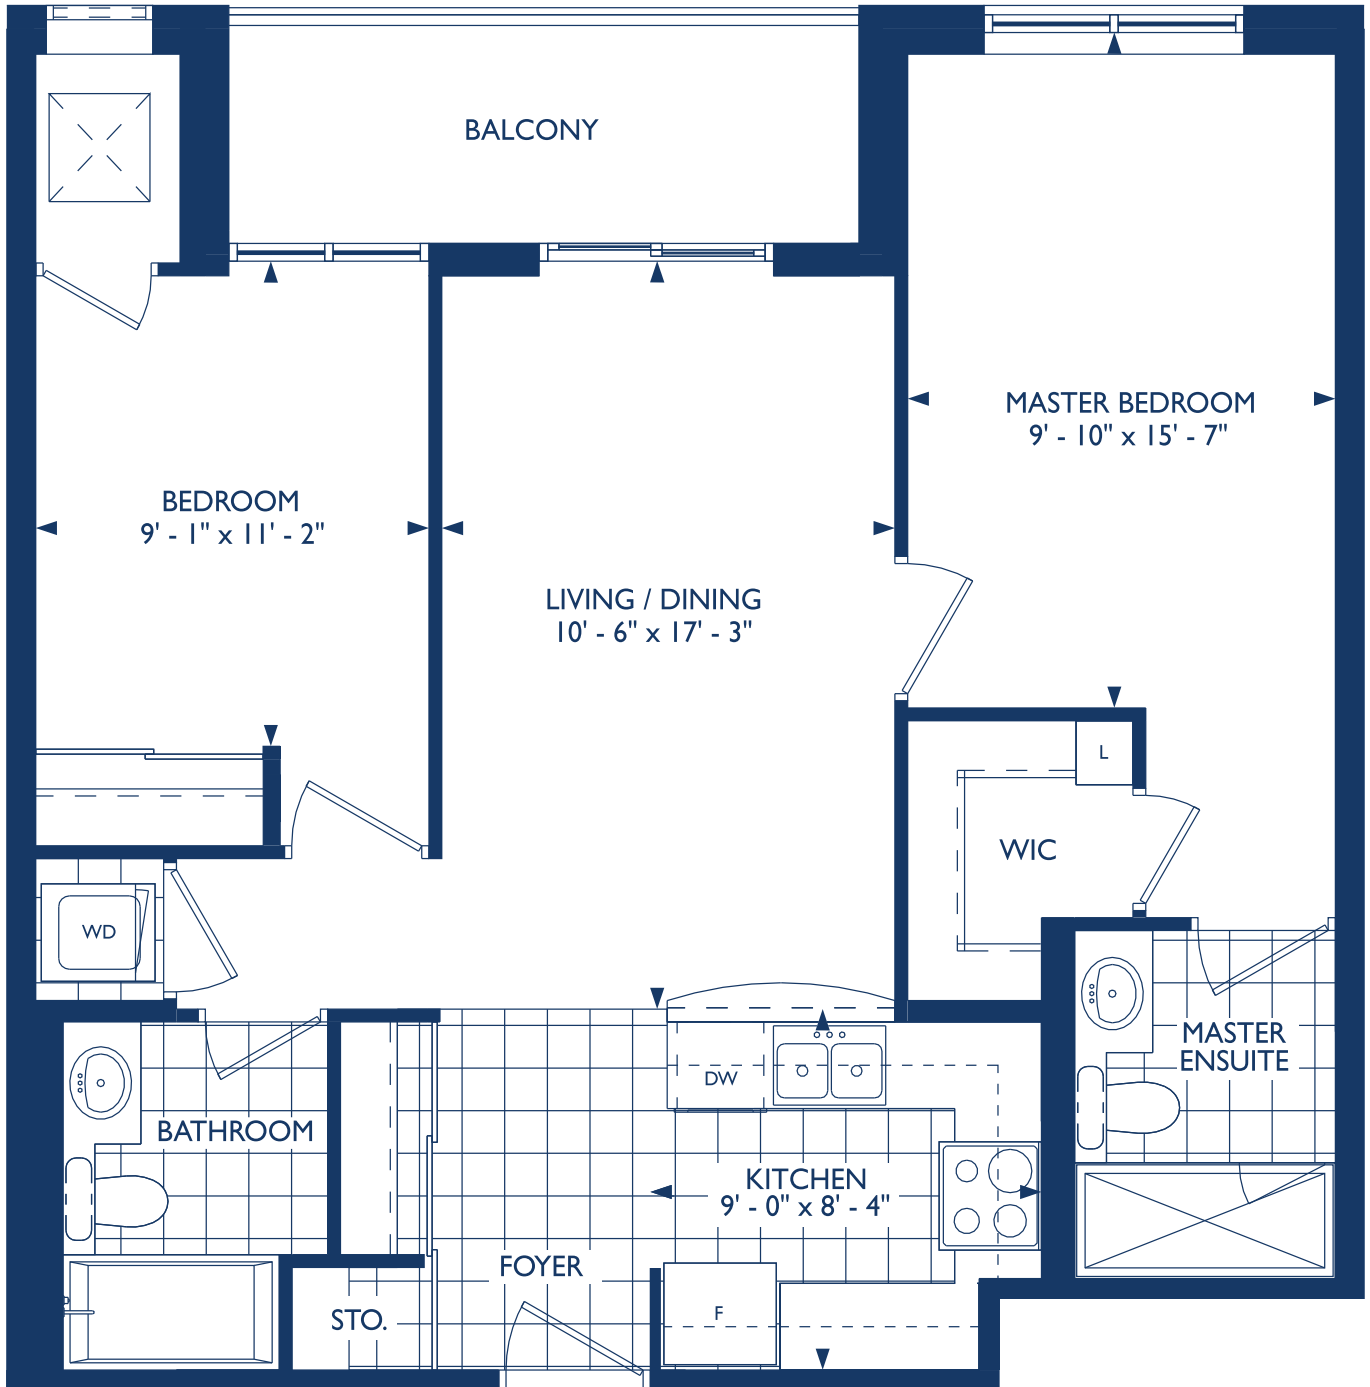 BALCONY
MASTER BEDROOM
9' - 10" x 15' - 7"
BEDROOM
9' - 1" x 11' - 2"
LIVING / DINING
10' - 6" x 17' - 3"
L
WIC
WD
MASTER
ENSUITE
DW
BATHROOM
KITCHEN
9' - 0" x 8' - 4"
FOYER
F
STO.